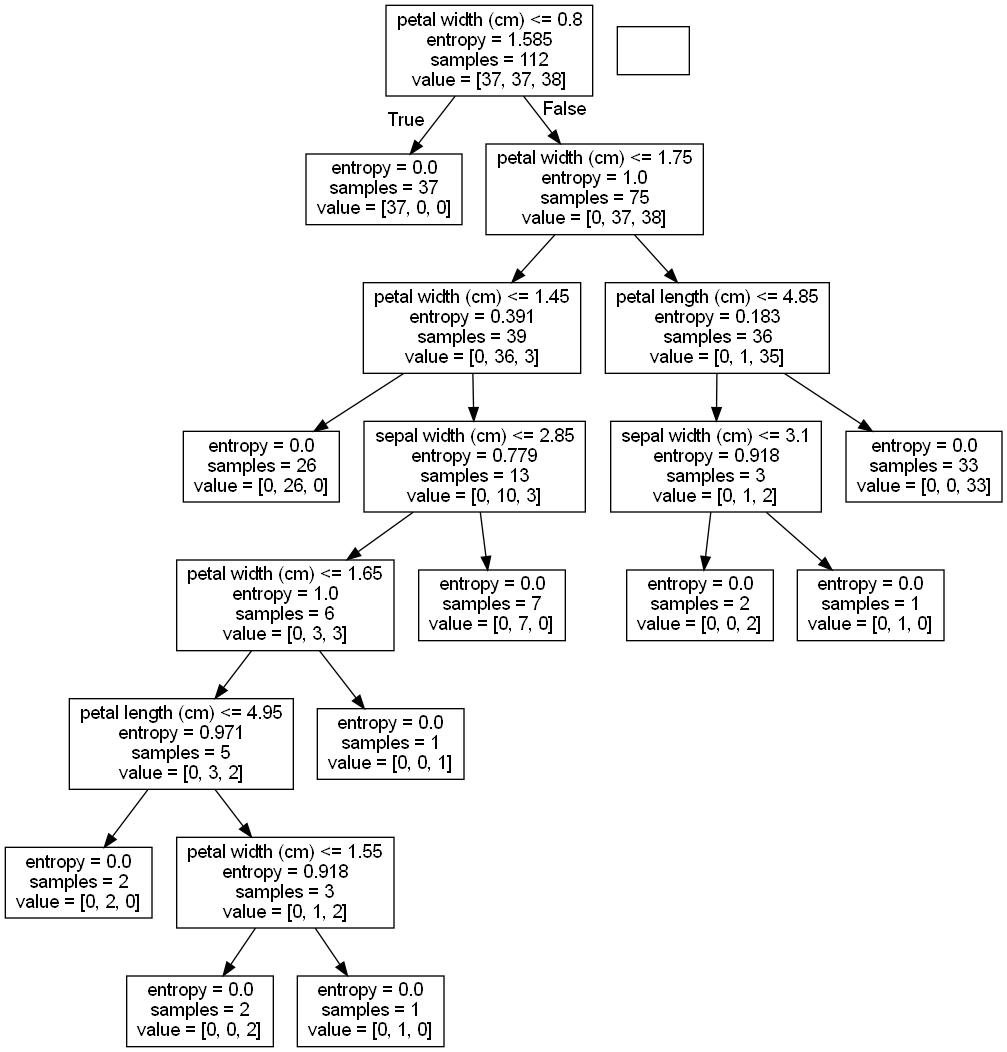 petal width (cm) <= 0.8
entropy = 1.585
samples = 112
value = [37, 37, 38]
True
False
entropy = 0.0
samples = 37
value = [37, 0, 0]
petal width (cm) <= 1.75
entropy = 1.0
samples = 75
value = [0, 37, 38]
petal width (cm) <= 1.45
entropy = 0.391
samples = 39
value = [0, 36, 3]
petal length (cm) <= 4.85
entropy = 0.183
samples = 36
value = [0, 1, 35]
entropy = 0.0
samples = 26
value = [0, 26, 0]
sepal width (cm) <= 2.85
entropy = 0.779
samples = 13
value = [0, 10, 3]
sepal width (cm) <= 3.1
entropy = 0.918
samples = 3
value = [0, 1, 2]
entropy = 0.0
samples = 33
value = [0, 0, 33]
petal width (cm) <= 1.65
entropy = 1.0
samples = 6
value = [0, 3, 3]
entropy = 0.0
samples = 7
value = [0, 7, 0]
entropy = 0.0
samples = 2
value = [0, 0, 2]
entropy = 0.0
samples = 1
value = [0, 1, 0]
petal length (cm) <= 4.95
entropy = 0.971
samples = 5
value = [0, 3, 2]
entropy = 0.0
samples = 1
value = [0, 0, 1]
entropy = 0.0
samples = 2
value = [0, 2, 0]
petal width (cm) <= 1.55
entropy = 0.918
samples = 3
value = [0, 1, 2]
entropy = 0.0
samples = 2
value = [0, 0, 2]
entropy = 0.0
samples = 1
value = [0, 1, 0]